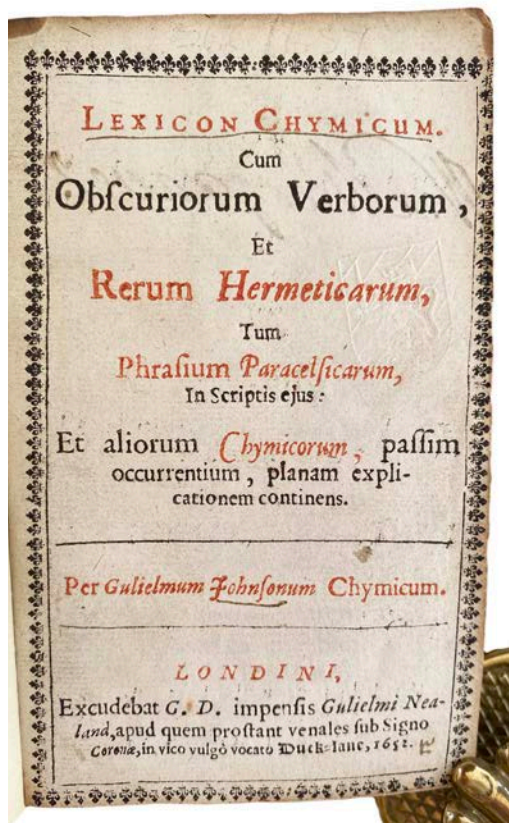 LEXICON CHYMICUM.
Cum
Obſcuriorum Verborum,
Et
Rerum Hermeticarum,
Tum
Phraſium Paracelſicarum,
In Scriptis ejus:
Et aliorum Chymicorum, paſſim
occurrentium, planam expli-
cationem continens.
Per Gulielmum Johnſonum Chymicum.
LONDINI,
Excudebat G. D. impenſis Gulielmi Nea-
land, apud quem proſtant venales ſub Signo
Coronæ, in vico vulgò vocato Duck-lane, 1652.